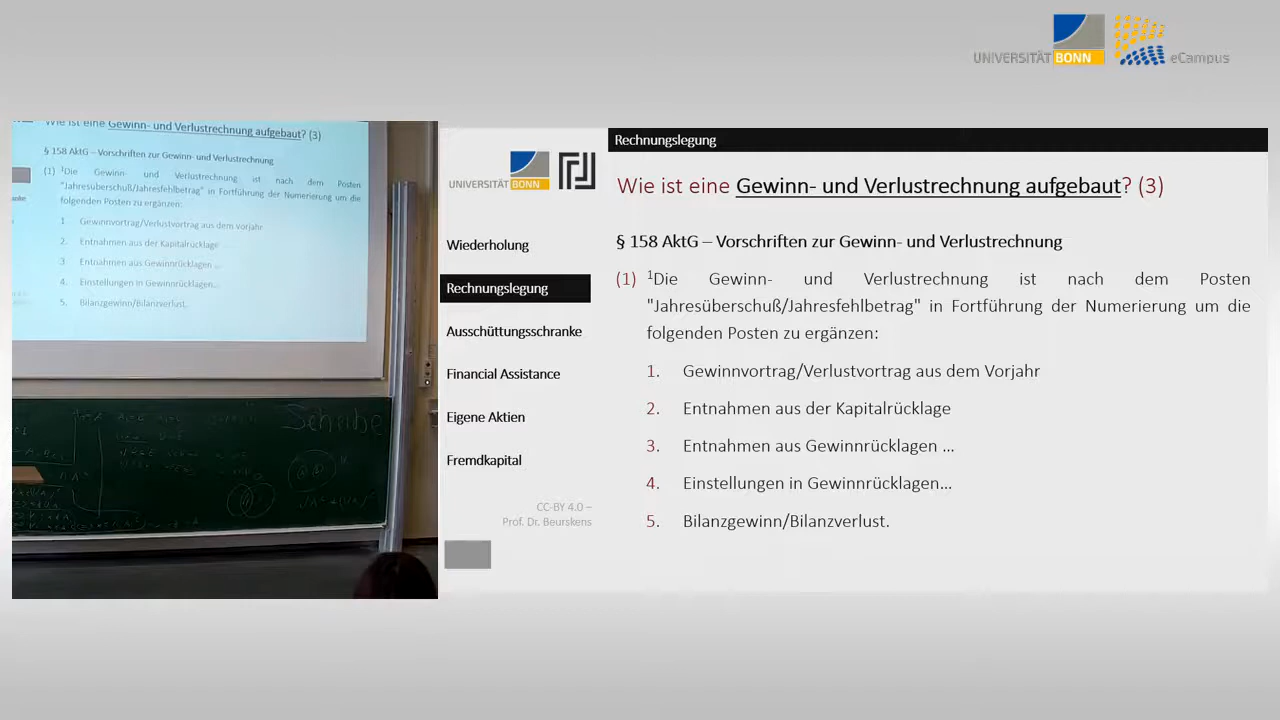 UNIVERSITÄT BONN
eCampus
Wie ist eine Gewinn- und Verlustrechnung aufgebaut? (3)
§ 158 AktG – Vorschriften zur Gewinn- und Verlustrechnung
(1) 1Die Gewinn- und Verlustrechnung ist nach dem Posten
"Jahresüberschuß/Jahresfehlbetrag" in Fortführung der Numerierung um die
folgenden Posten zu ergänzen:
1. Gewinnvortrag/Verlustvortrag aus dem Vorjahr
2. Entnahmen aus der Kapitalrücklage
3. Entnahmen aus Gewinnrücklagen ...
4. Einstellungen in Gewinnrücklagen...
5. Bilanzgewinn/Bilanzverlust.
Scheibe
UNIVERSITÄT BONN
Wiederholung
Rechnungslegung
Ausschüttungsschranke
Financial Assistance
Eigene Aktien
Fremdkapital
CC-BY 4.0 –
Prof. Dr. Beurskens
Rechnungslegung
Wie ist eine Gewinn- und Verlustrechnung aufgebaut? (3)
§ 158 AktG – Vorschriften zur Gewinn- und Verlustrechnung
(1) 1Die Gewinn- und Verlustrechnung ist nach dem Posten
"Jahresüberschuß/Jahresfehlbetrag" in Fortführung der Numerierung um die
folgenden Posten zu ergänzen:
1. Gewinnvortrag/Verlustvortrag aus dem Vorjahr
2. Entnahmen aus der Kapitalrücklage
3. Entnahmen aus Gewinnrücklagen ...
4. Einstellungen in Gewinnrücklagen...
5. Bilanzgewinn/Bilanzverlust.